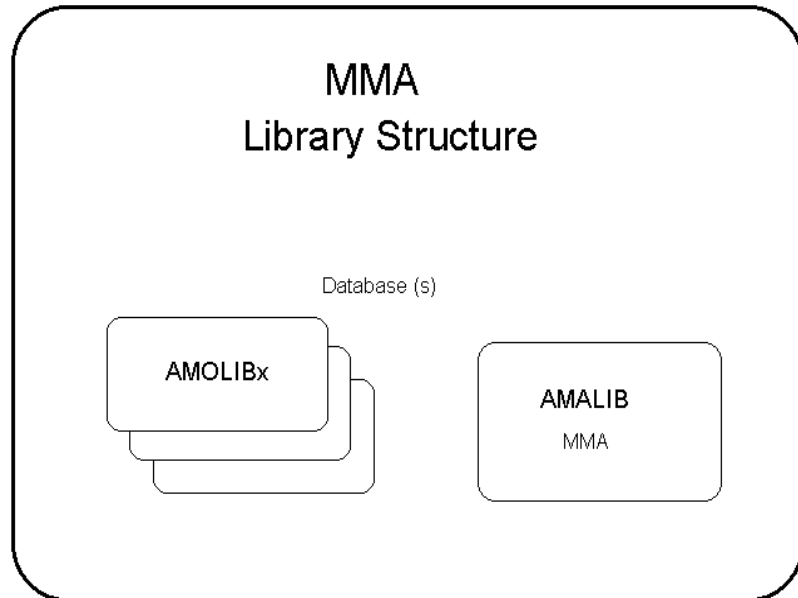 MMA
Library Structure
Database (s)
AMOLIBx
AMALIB
MMA